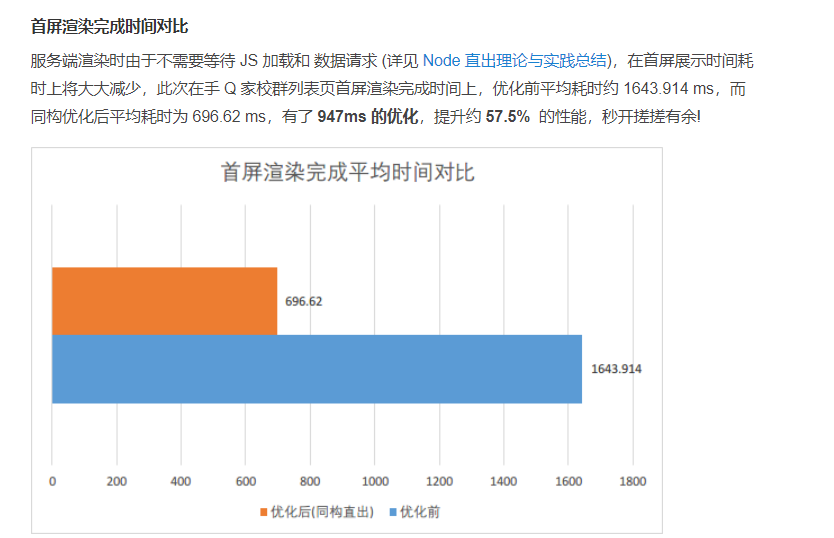 首屏渲染完成时间对比
服务端渲染时由于不需要等待 JS 加载和 数据请求 (详见 Node 直出理论与实践总结)，在首屏展示时间耗
时上将大大减少，此次在手 Q 家校群列表页首屏渲染完成时间上，优化前平均耗时约 1643.914 ms，而
同构优化后平均耗时为 696.62 ms，有了 947ms 的优化，提升约 57.5% 的性能，秒开搓搓有余!
首屏渲染完成平均时间对比
696.62
1643.914
0 200 400 600 800 1000 1200 1400 1600 1800
优化后(同构直出) 优化前